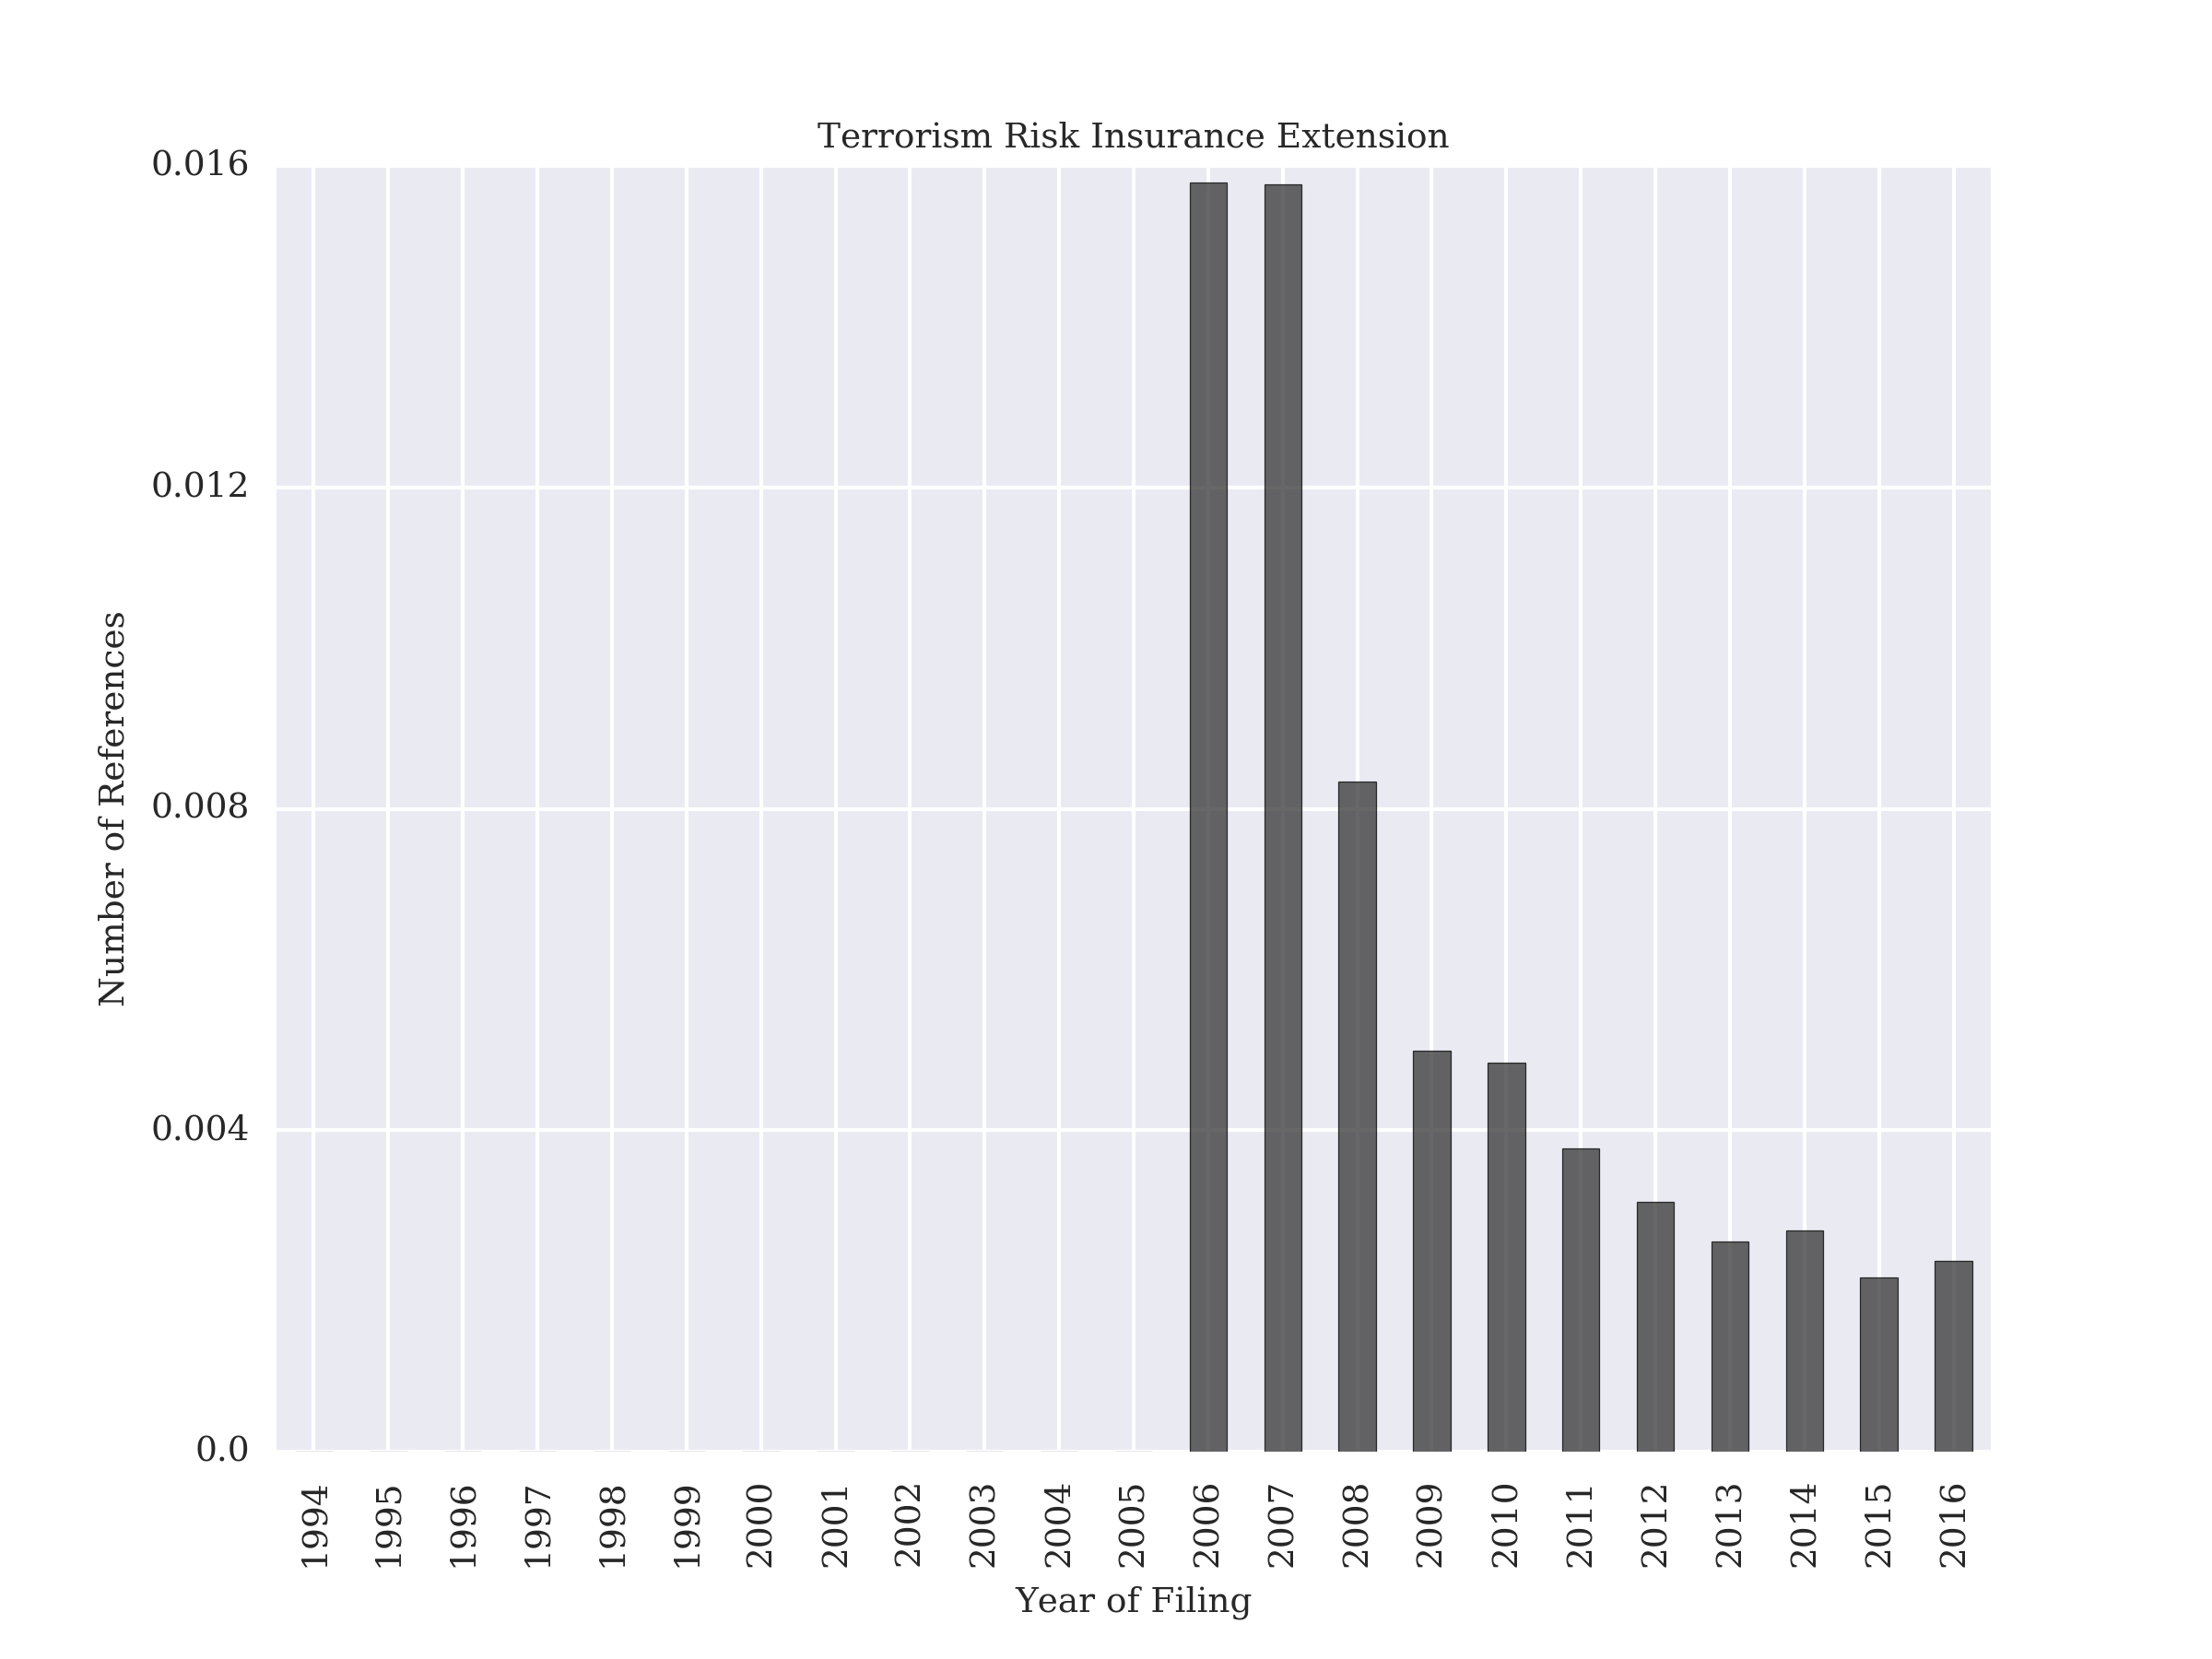 Terrorism Risk Insurance Extension
0.016
0.012
0.008
0.004
0.0
Number of References
1994 1995 1996 1997 1998 1999 2000 2001 2002 2003 2004 2005 2006 2007 2008 2009 2010 2011 2012 2013 2014 2015 2016
Year of Filing